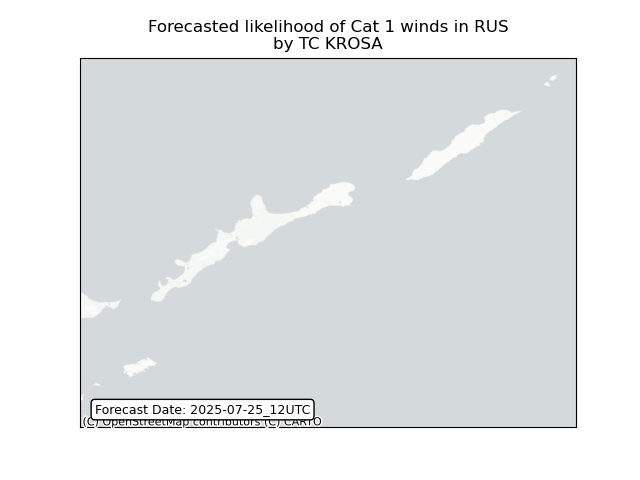 Forecasted likelihood of Cat 1 winds in RUS
by TC KROSA
Forecast Date: 2025-07-25_12UTC
(C) OpenStreetMap contributors (C) CARTO